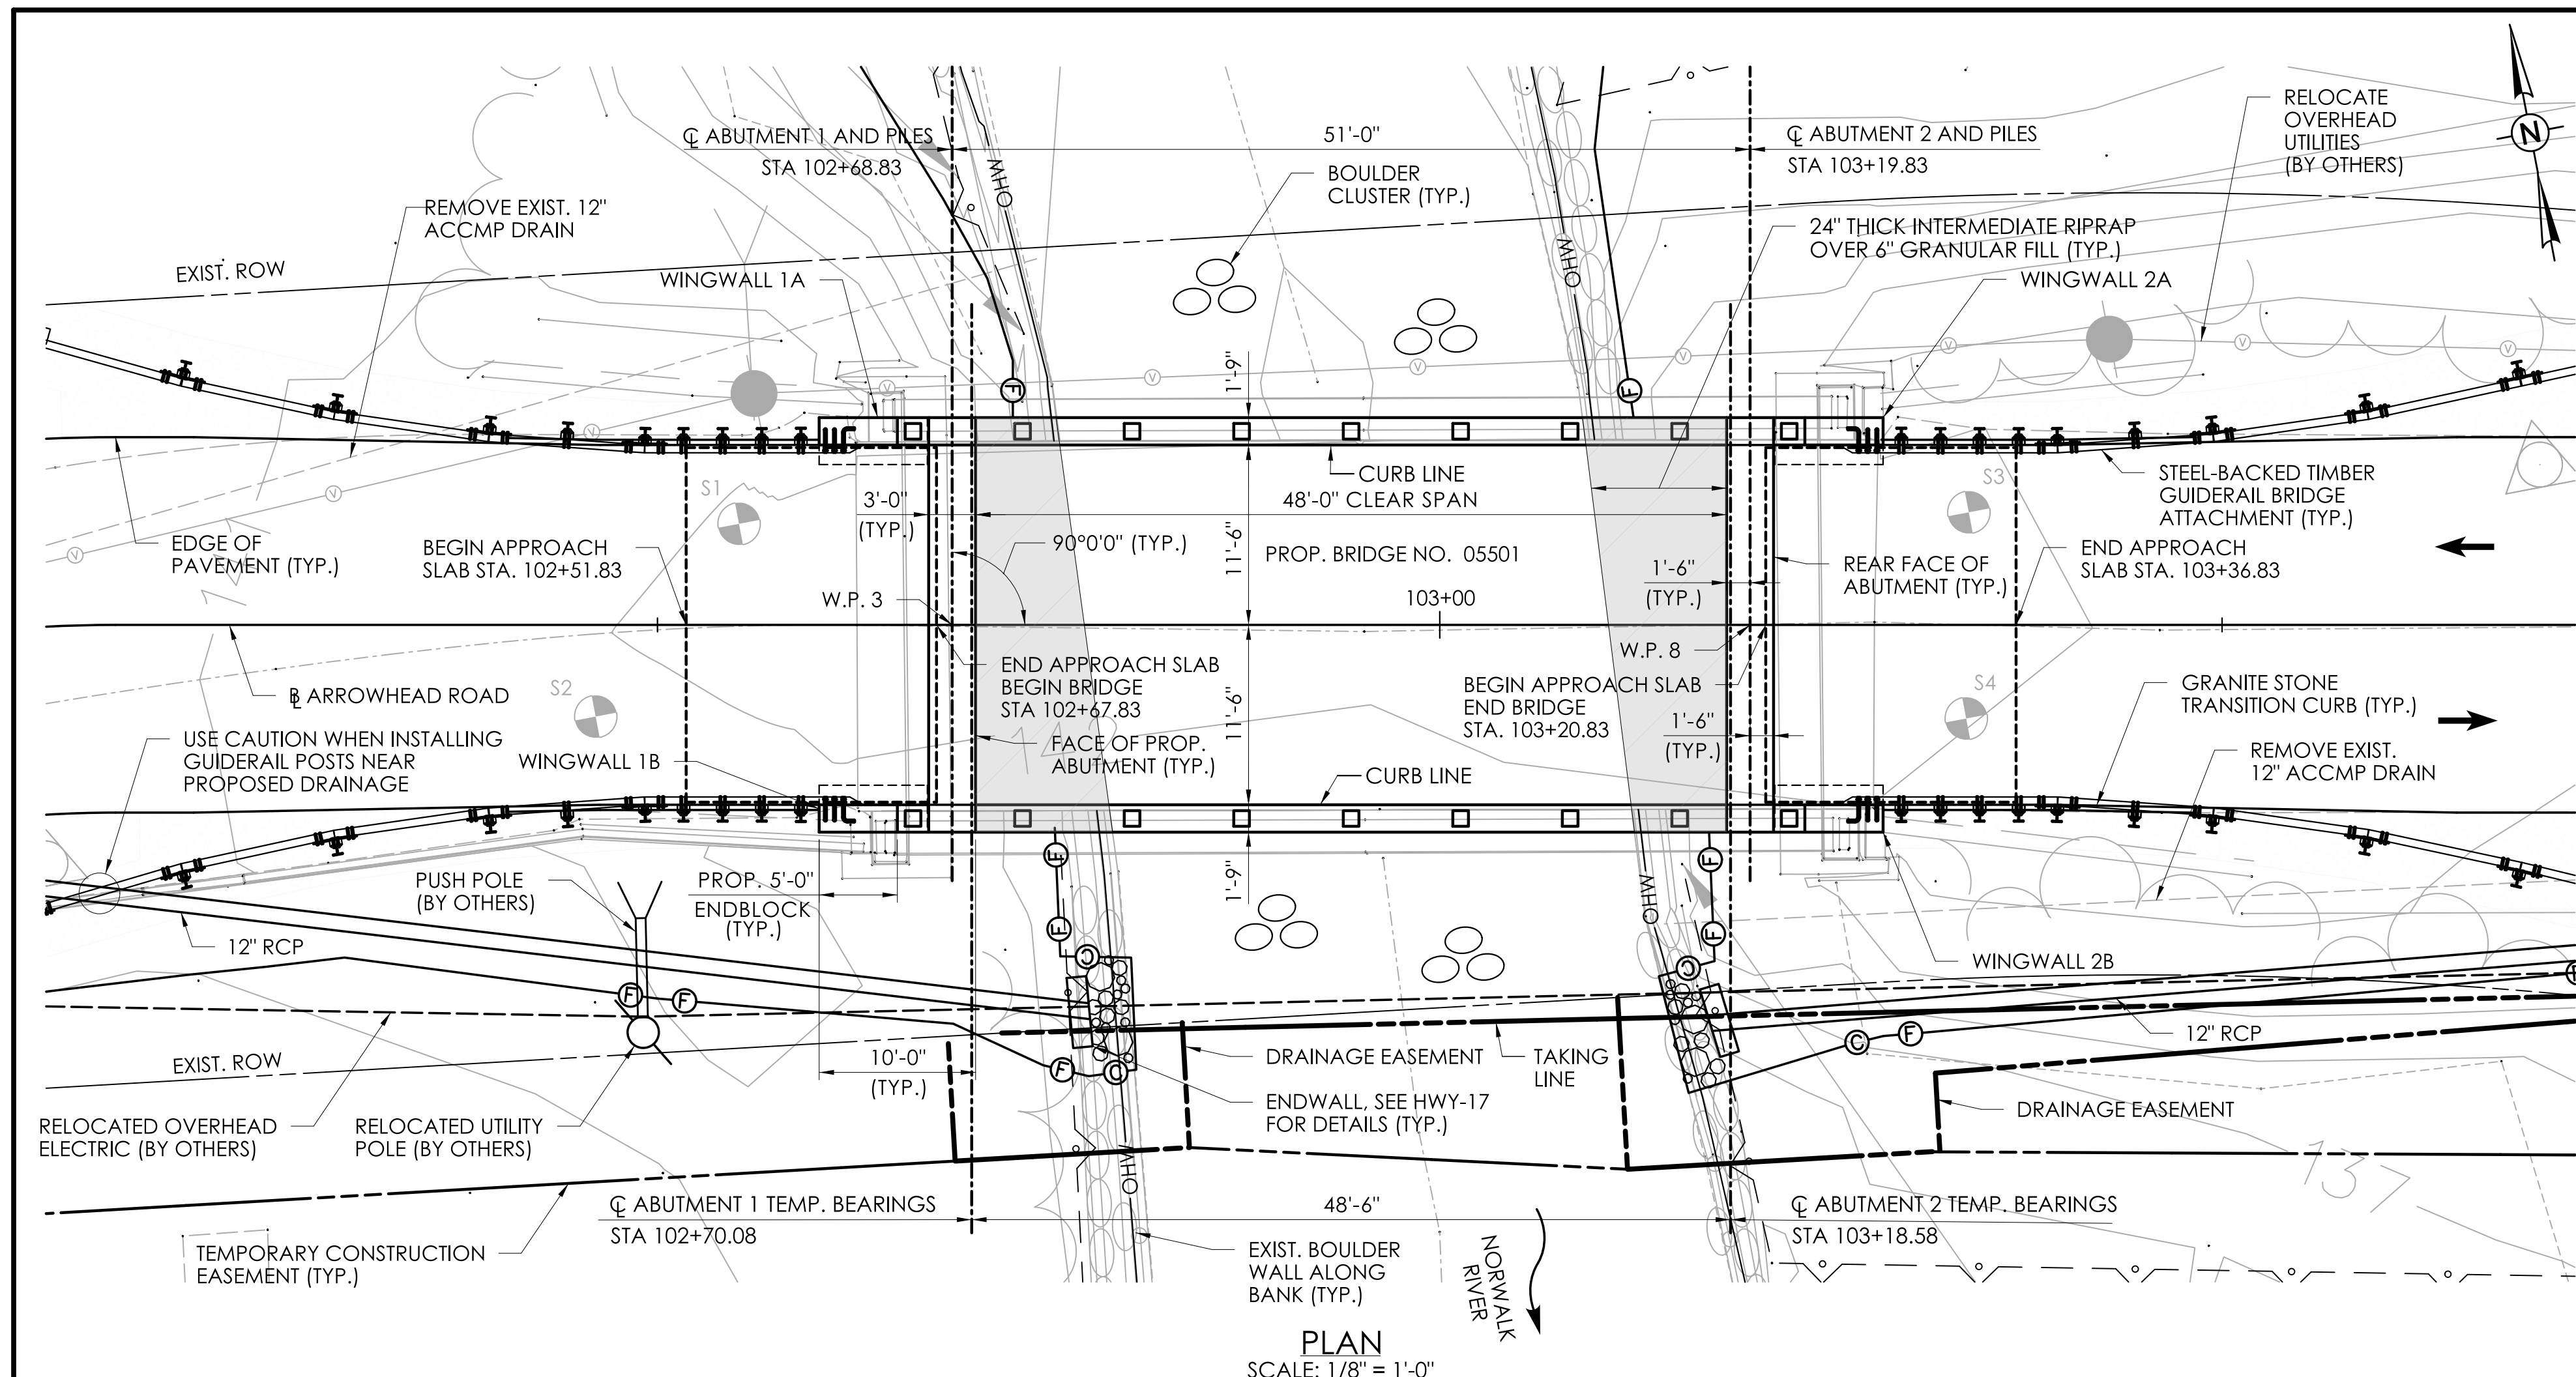 ℄ ABUTMENT 1 AND PILES
STA 102+68.83
51'-0"
℄ ABUTMENT 2 AND PILES
STA 103+19.83
RELOCATE
OVERHEAD
UTILITIES
(BY OTHERS)
N
OHW
OHW
BOULDER
CLUSTER (TYP.)
REMOVE EXIST. 12"
ACCMP DRAIN
24" THICK INTERMEDIATE RIPRAP
OVER 6" GRANULAR FILL (TYP.)
EXIST. ROW
WINGWALL 1A
WINGWALL 2A
V
V
V
V
V
V
V
V
V
V
F
F
1'-9"
CURB LINE
STEEL-BACKED TIMBER
GUIDERAIL BRIDGE
ATTACHMENT (TYP.)
S1
S3
3'-0"
(TYP.)
48'-0" CLEAR SPAN
EDGE OF
PAVEMENT (TYP.)
BEGIN APPROACH
SLAB STA. 102+51.83
90°0'0" (TYP.)
11'-6"
PROP. BRIDGE NO. 05501
1'-6"
(TYP.)
REAR FACE OF
ABUTMENT (TYP.)
END APPROACH
SLAB STA. 103+36.83
W.P. 3
103+00
W.P. 8
℄ ARROWHEAD ROAD
S2
END APPROACH SLAB
BEGIN BRIDGE
STA 102+67.83
11'-6"
BEGIN APPROACH SLAB
END BRIDGE
STA. 103+20.83
1'-6"
(TYP.)
S4
GRANITE STONE
TRANSITION CURB (TYP.)
USE CAUTION WHEN INSTALLING
GUIDERAIL POSTS NEAR
PROPOSED DRAINAGE
WINGWALL 1B
FACE OF PROP.
ABUTMENT (TYP.)
CURB LINE
REMOVE EXIST.
12" ACCMP DRAIN
PUSH POLE
(BY OTHERS)
PROP. 5'-0"
ENDBLOCK
(TYP.)
1'-9"
F
F
F
F
C
C
OHW
12" RCP
WINGWALL 2B
F
F
F
C
C
F
12" RCP
EXIST. ROW
10'-0"
(TYP.)
DRAINAGE EASEMENT
TAKING
LINE
ENDWALL, SEE HWY-17
FOR DETAILS (TYP.)
DRAINAGE EASEMENT
RELOCATED OVERHEAD
ELECTRIC (BY OTHERS)
RELOCATED UTILITY
POLE (BY OTHERS)
OHW
137
℄ ABUTMENT 1 TEMP. BEARINGS
STA 102+70.08
48'-6"
℄ ABUTMENT 2 TEMP. BEARINGS
STA 103+18.58
TEMPORARY CONSTRUCTION
EASEMENT (TYP.)
EXIST. BOULDER
WALL ALONG
BANK (TYP.)
NORWALK
RIVER
PLAN
SCALE: 1/8" = 1'-0"